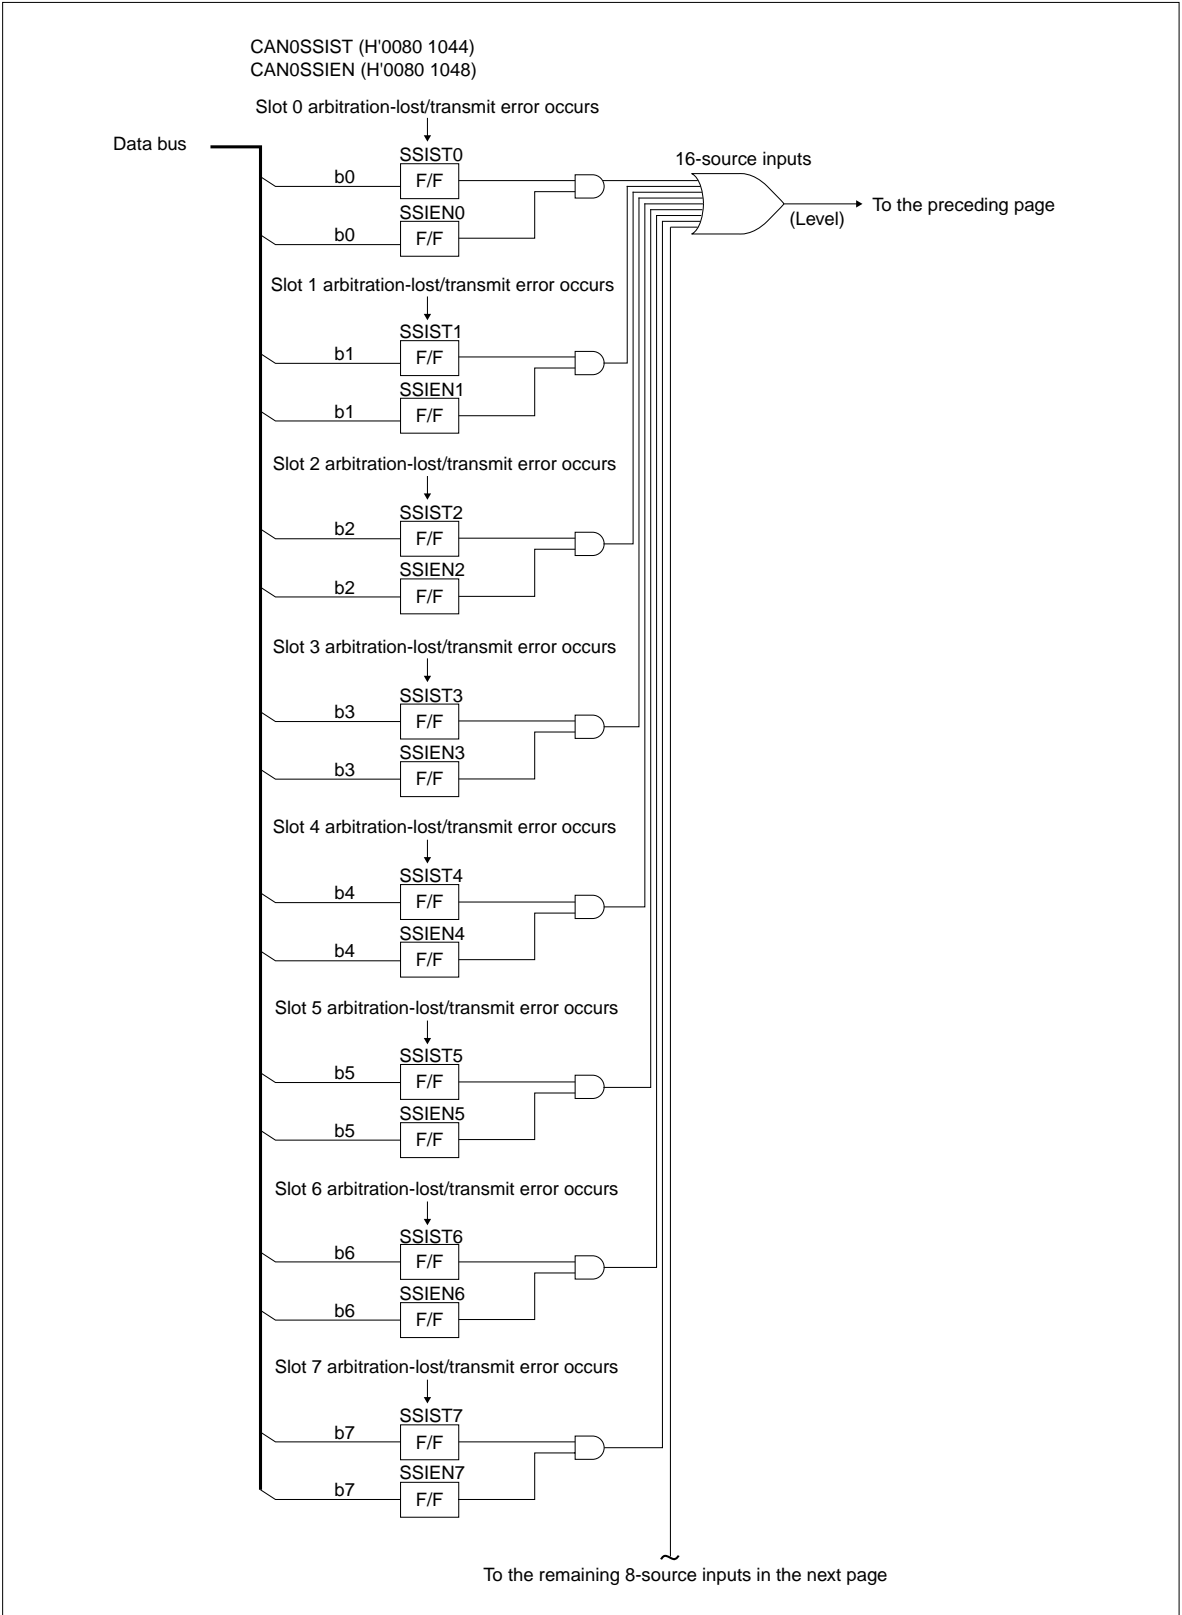 CAN0SSIST (H'0080 1044)
CAN0SSIEN (H'0080 1048)
Slot 0 arbitration-lost/transmit error occurs
Data bus
16-source inputs
SSIST0
b0
F/F
To the preceding page
(Level)
SSIEN0
b0
F/F
Slot 1 arbitration-lost/transmit error occurs
SSIST1
b1
F/F
SSIEN1
b1
F/F
Slot 2 arbitration-lost/transmit error occurs
SSIST2
b2
F/F
SSIEN2
b2
F/F
Slot 3 arbitration-lost/transmit error occurs
SSIST3
b3
F/F
SSIEN3
b3
F/F
Slot 4 arbitration-lost/transmit error occurs
SSIST4
b4
F/F
SSIEN4
b4
F/F
Slot 5 arbitration-lost/transmit error occurs
SSIST5
b5
F/F
SSIEN5
b5
F/F
Slot 6 arbitration-lost/transmit error occurs
SSIST6
b6
F/F
SSIEN6
b6
F/F
Slot 7 arbitration-lost/transmit error occurs
SSIST7
b7
F/F
SSIEN7
b7
F/F
To the remaining 8-source inputs in the next page